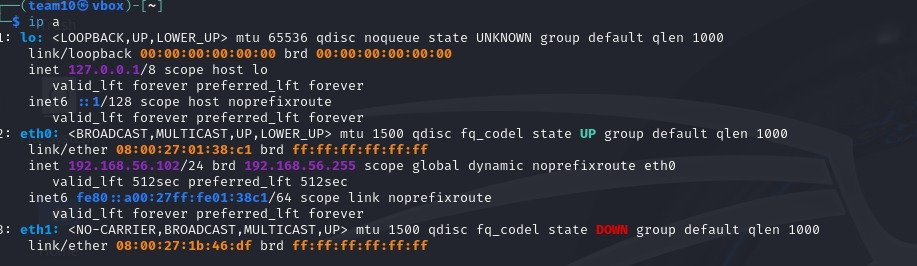 (team10㉿vbox)-[~]
$ ip a
1: lo: <LOOPBACK,UP,LOWER_UP> mtu 65536 qdisc noqueue state UNKNOWN group default qlen 1000
link/loopback 00:00:00:00:00:00 brd 00:00:00:00:00:00
inet 127.0.0.1/8 scope host lo
valid_lft forever preferred_lft forever
inet6 ::1/128 scope host noprefixroute
valid_lft forever preferred_lft forever
2: eth0: <BROADCAST,MULTICAST,UP,LOWER_UP> mtu 1500 qdisc fq_codel state UP group default qlen 1000
link/ether 08:00:27:01:38:c1 brd ff:ff:ff:ff:ff:ff
inet 192.168.56.102/24 brd 192.168.56.255 scope global dynamic noprefixroute eth0
valid_lft 512sec preferred_lft 512sec
inet6 fe80::a00:27ff:fe01:38c1/64 scope link noprefixroute
valid_lft forever preferred_lft forever
3: eth1: <NO-CARRIER,BROADCAST,MULTICAST,UP> mtu 1500 qdisc fq_codel state DOWN group default qlen 1000
link/ether 08:00:27:1b:46:df brd ff:ff:ff:ff:ff:ff